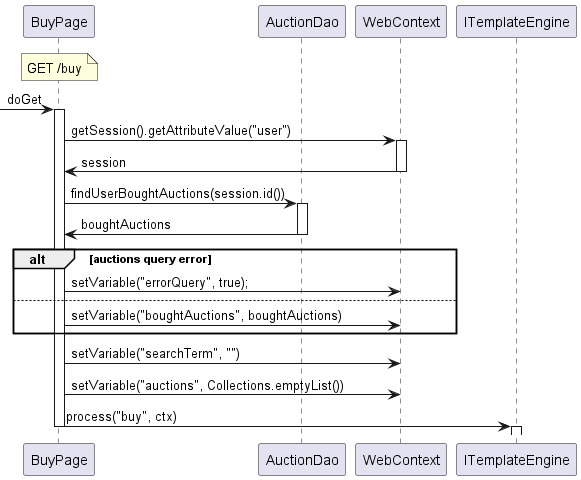 BuyPage
AuctionDao
WebContext
ITemplateEngine
GET /buy
doGet
getSession().getAttributeValue("user")
session
findUserBoughtAuctions(session.id())
boughtAuctions
alt [auctions query error]
setVariable("errorQuery", true);
setVariable("boughtAuctions", boughtAuctions)
setVariable("searchTerm", "")
setVariable("auctions", Collections.emptyList())
process("buy", ctx)
BuyPage
AuctionDao
WebContext
ITemplateEngine